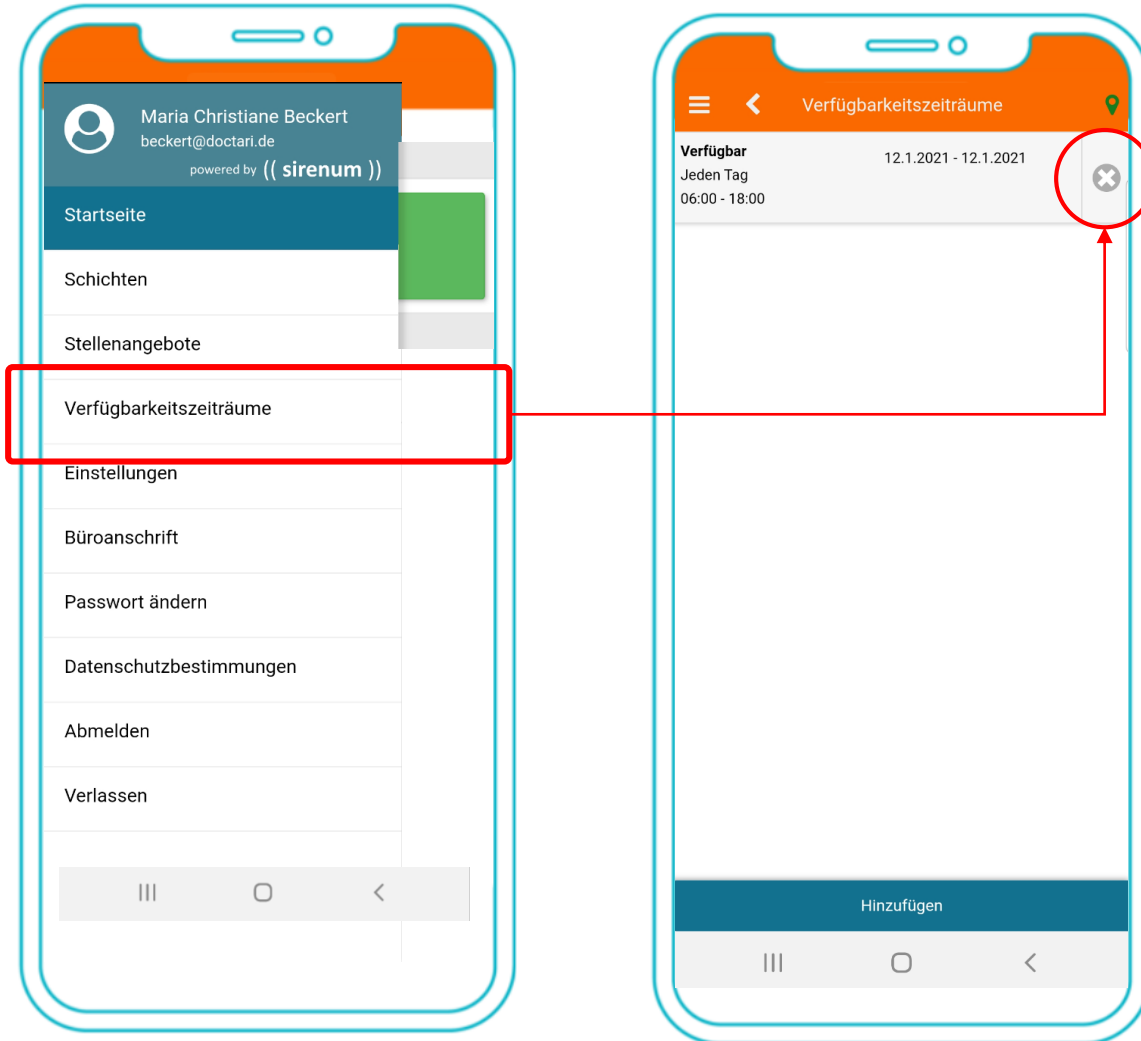 Maria Christiane Beckert
beckert@doctari.de
powered by (( sirenum ))
Startseite
Schichten
Stellenangebote
Verfügbarkeitszeiträume
Einstellungen
Büroanschrift
Passwort ändern
Datenschutzbestimmungen
Abmelden
Verlassen
Verfügbarkeitszeiträume
Verfügbar
12.1.2021 - 12.1.2021
Jeden Tag
06:00 - 18:00
Hinzufügen